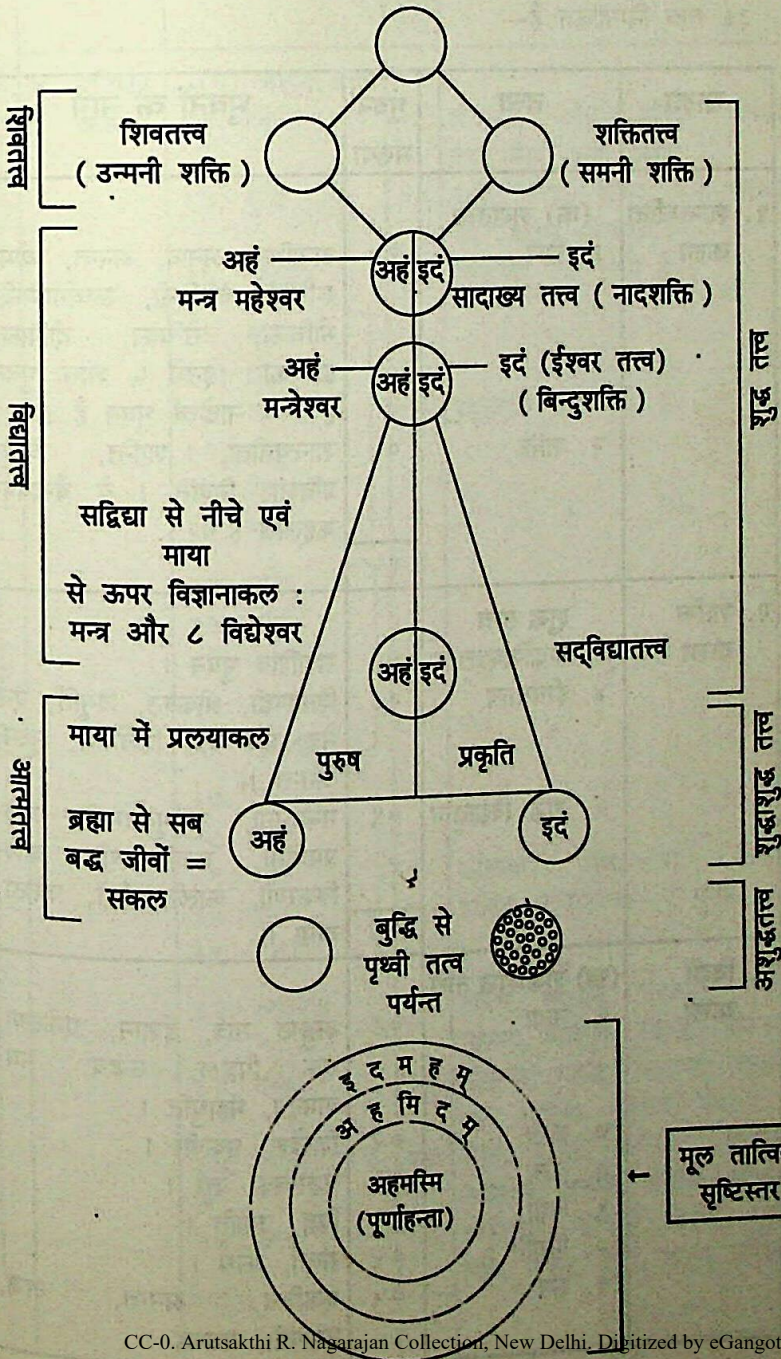 शिवतत्त्व
शिवतत्त्व
( उन्मनी शक्ति )
शक्तितत्त्व
( समनी शक्ति )
अहं
मन्त्र महेश्वर
अहं इदं
इदं
सादाख्य तत्त्व ( नादशक्ति )
शुद्ध तत्त्व
अहं
मन्त्रेश्वर
अहं इदं
इदं (ईश्वर तत्त्व)
( बिन्दुशक्ति )
विद्यातत्त्व
सद्विद्या से नीचे एवं
माया
से ऊपर विज्ञानाकल :
मन्त्र और ८ विद्येश्वर
अहं इदं
सद्‌विद्यातत्त्व
आत्मतत्त्व
माया में प्रलयाकल
पुरुष
प्रकृति
शुद्धाशुद्ध तत्त्व
ब्रह्मा से सब
बद्ध जीवों =
सकल
अहं
इदं
बुद्धि से
पृथ्वी तत्व
पर्यन्त
अशुद्धतत्त्व
इ द म ह म्
अ ह मि द म्
अहमस्मि
(पूर्णाहन्ता)
मूल तात्वि
सृष्टिस्तर
CC-0. Arutsakthi R. Nagarajan Collection, New Delhi. Digitized by eGangot